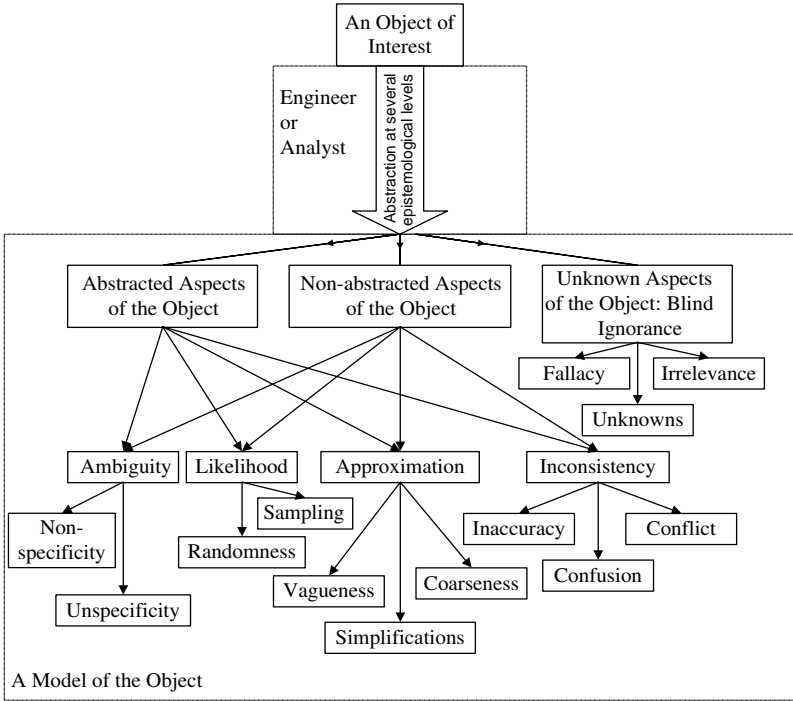 An Object of
Interest
Engineer
or
Analyst
Abstraction at several
epistemological levels
Abstracted Aspects
of the Object
Non-abstracted Aspects
of the Object
Unknown Aspects
of the Object: Blind
Ignorance
Fallacy
Irrelevance
Unknowns
Ambiguity
Likelihood
Approximation
Inconsistency
Non-
specificity
Sampling
Inaccuracy
Conflict
Randomness
Vagueness
Coarseness
Confusion
Unspecificity
Simplifications
A Model of the Object